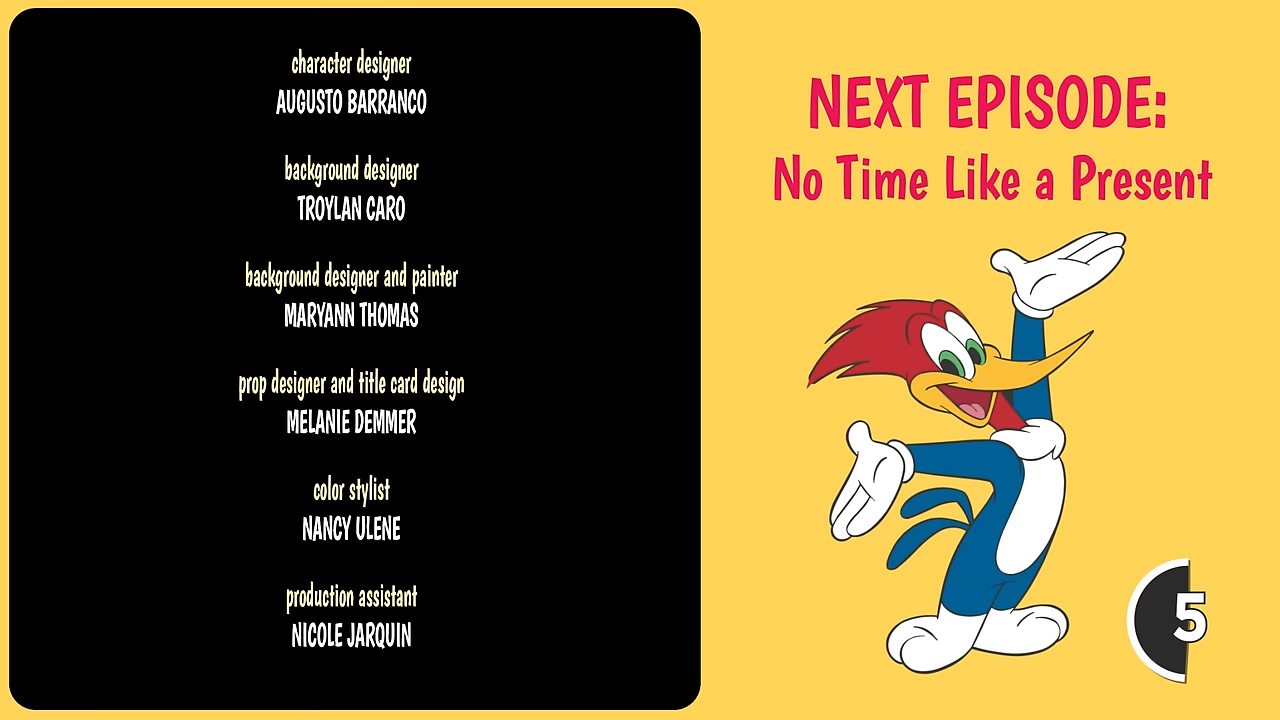 character designer
AUGUSTO BARRANCO
background designer
TROYLAN CARO
background designer and painter
MARYANN THOMAS
prop designer and title card design
MELANIE DEMMER
color stylist
NANCY ULENE
production assistant
NICOLE JARQUIN
NEXT EPISODE:
No Time Like a Present
5